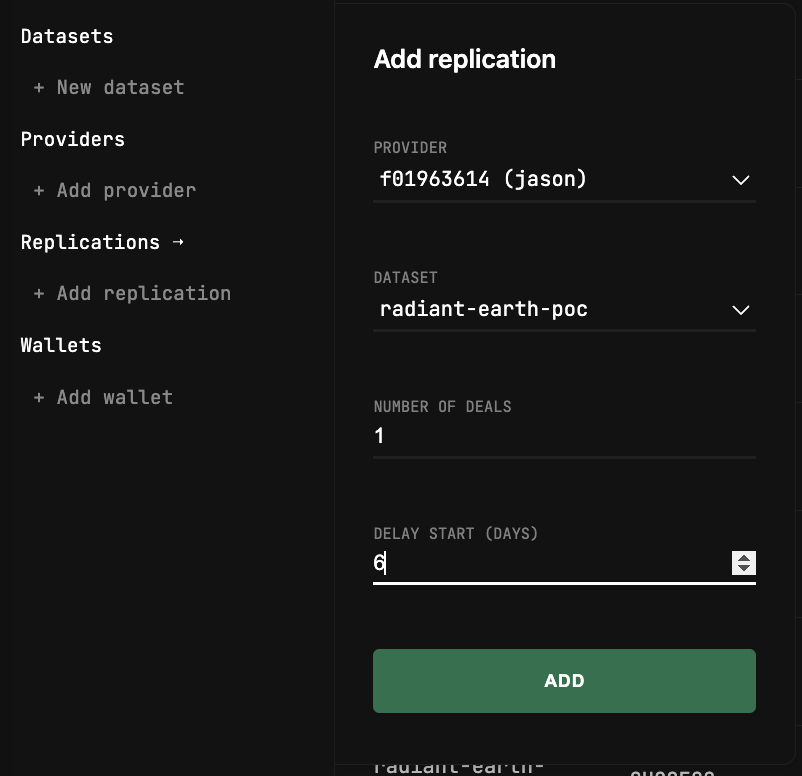 Datasets
+ New dataset
Providers
+ Add provider
Replications →
+ Add replication
Wallets
+ Add wallet
Add replication
PROVIDER
f01963614 (jason)
DATASET
radiant-earth-poc
NUMBER OF DEALS
1
DELAY START (DAYS)
6
ADD
radiant-earth-